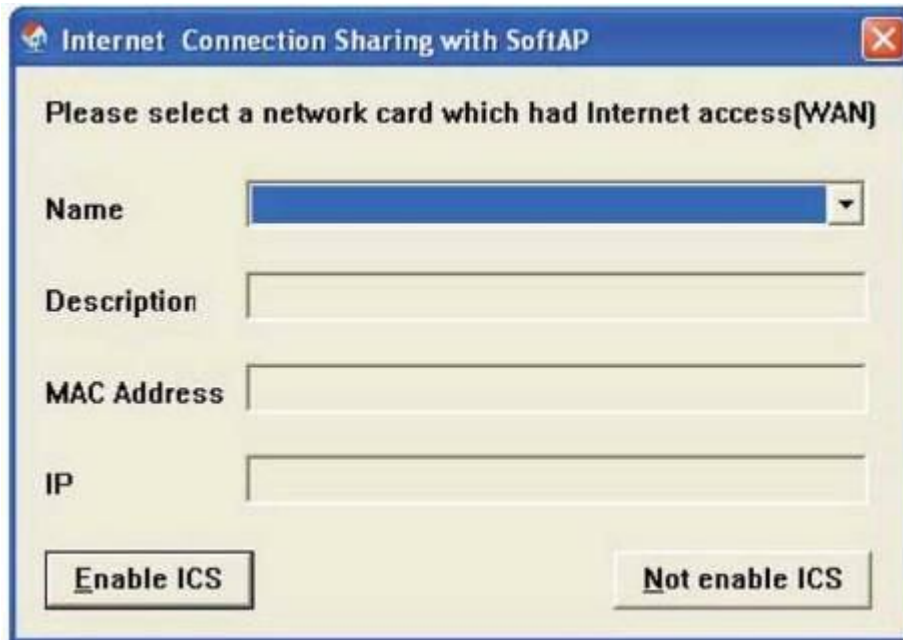 Internet Connection Sharing with SoftAP
Please select a network card which had Internet access(WAN)
Name
Description
MAC Address
IP
Enable ICS
Not enable ICS